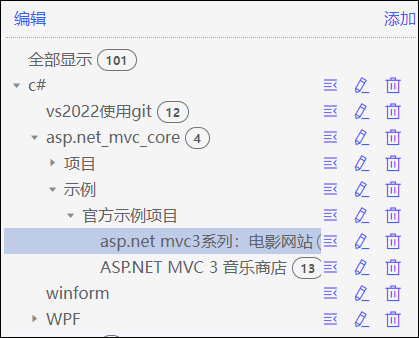 编辑 添加
全部显示 101
c#
vs2022使用git 12
asp.net_mvc_core 4
项目
示例
官方示例项目
asp.net mvc3系列：电影网站
ASP.NET MVC 3 音乐商店 13
winform
WPF